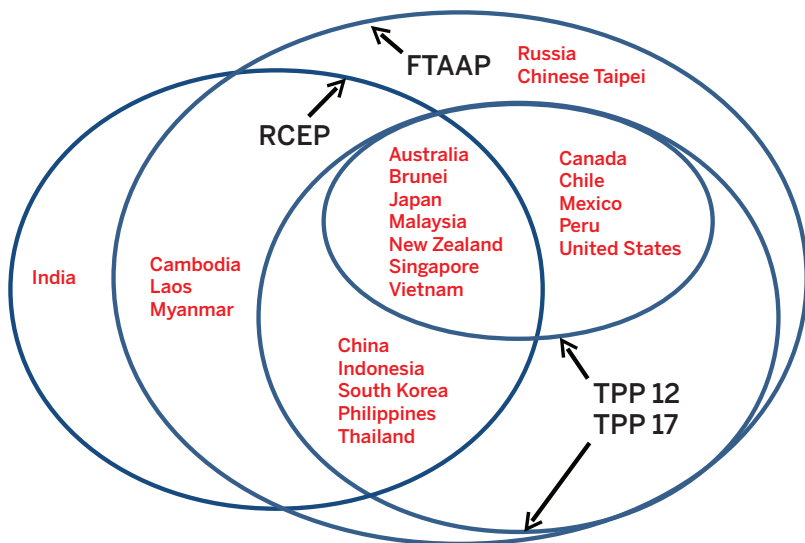 FTAAP
Russia
Chinese Taipei
RCEP
Australia
Brunei
Japan
Malaysia
New Zealand
Singapore
Vietnam
Canada
Chile
Mexico
Peru
United States
India
Cambodia
Laos
Myanmar
China
Indonesia
South Korea
Philippines
Thailand
TPP 12
TPP 17